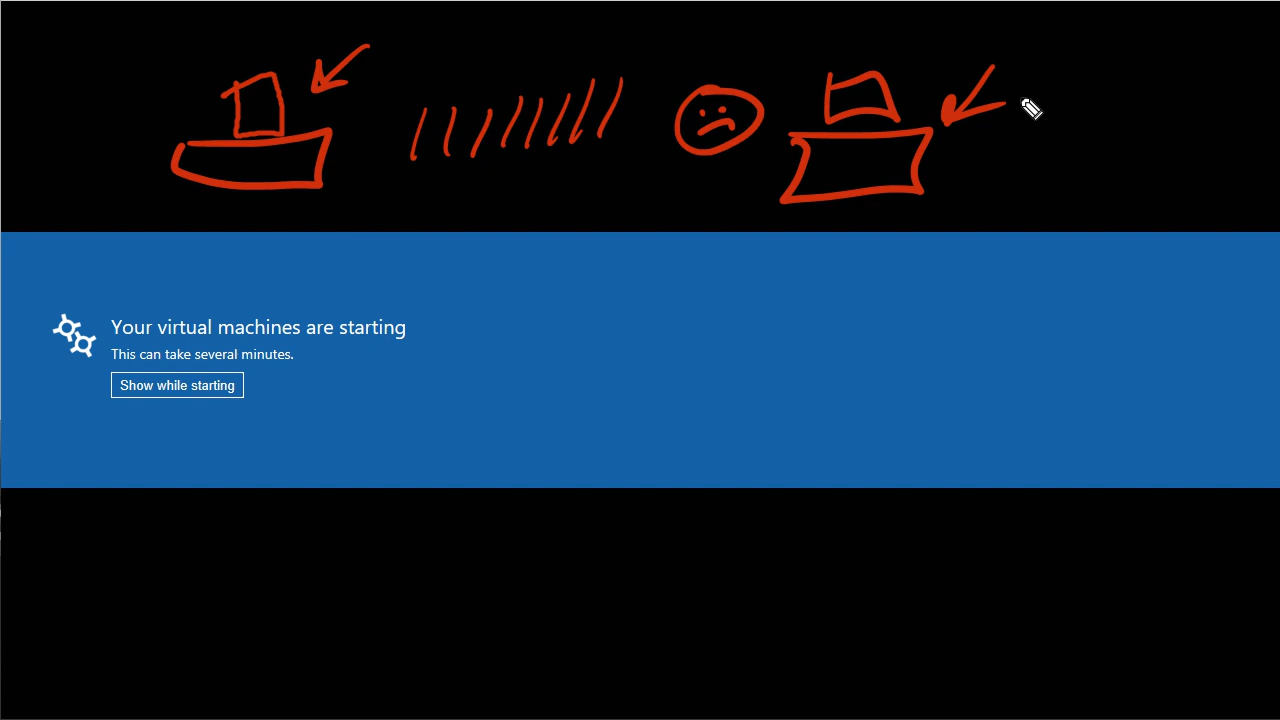 Your virtual machines are starting
This can take several minutes.
Show while starting